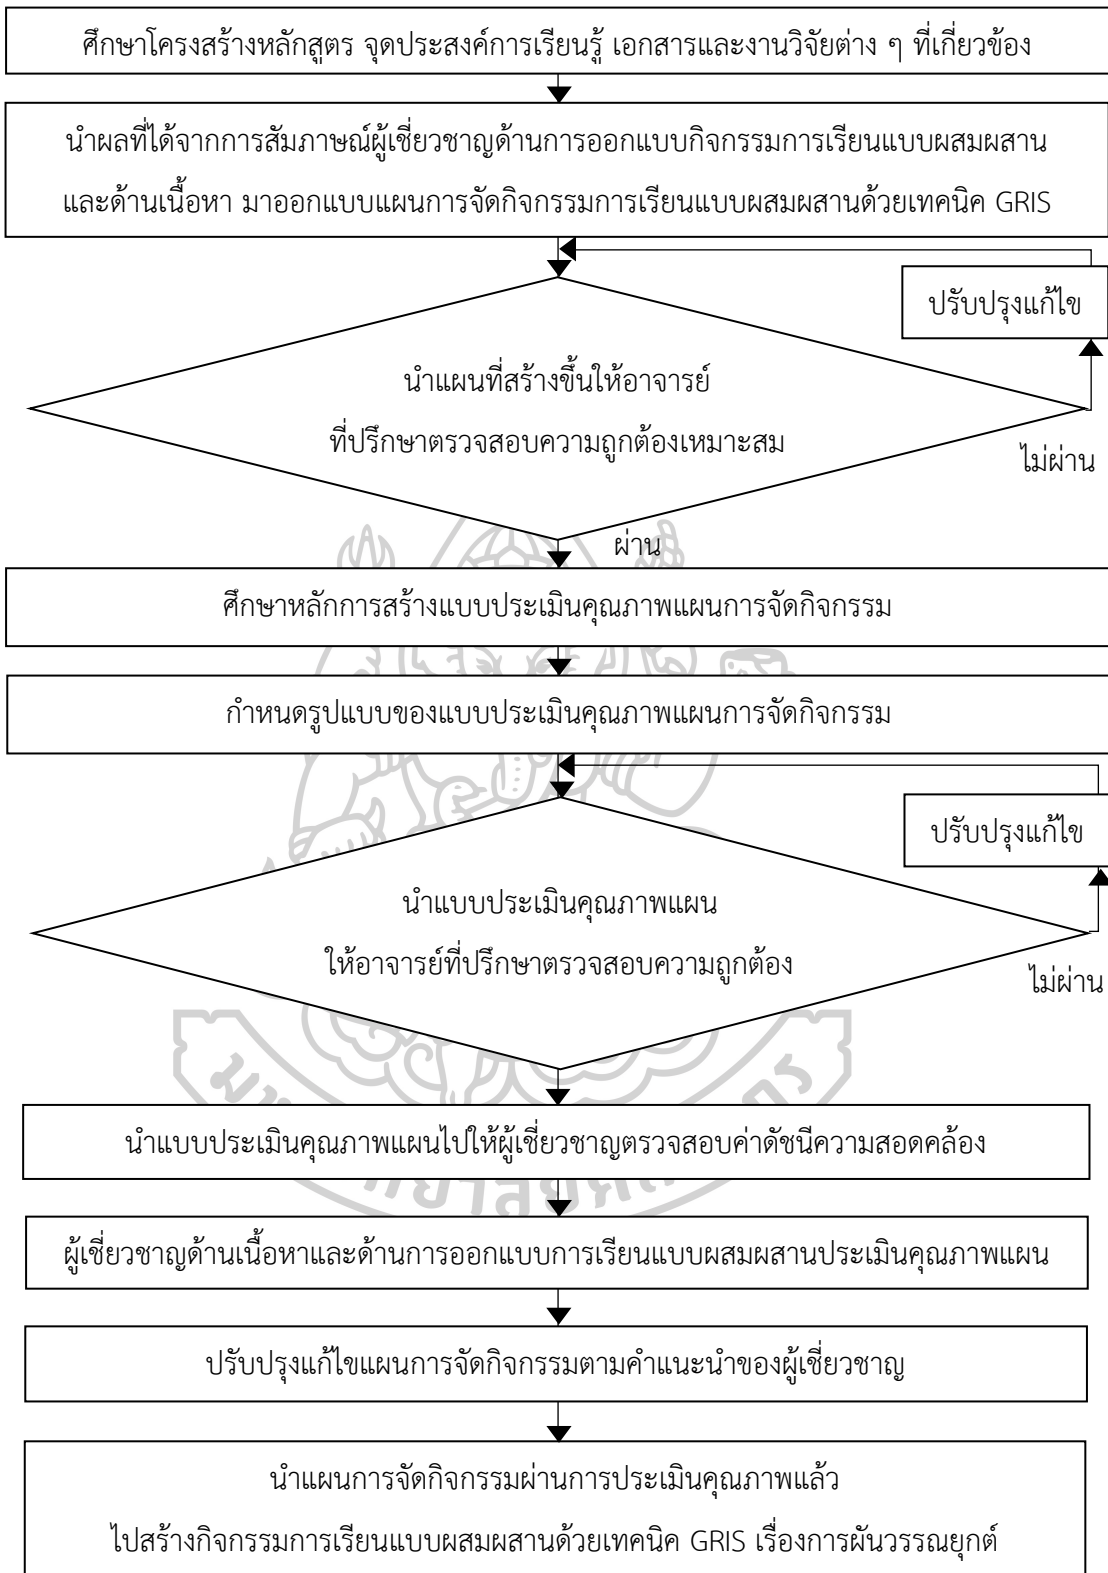 ศึกษาโครงสร้างหลักสูตร จุดประสงค์การเรียนรู้ เอกสารและงานวิจัยต่าง ๆ ที่เกี่ยวข้อง
นำผลที่ได้จากการสัมภาษณ์ผู้เชี่ยวชาญด้านการออกแบบกิจกรรมการเรียนแบบผสมผสาน
และด้านเนื้อหา มาออกแบบแผนการจัดกิจกรรมการเรียนแบบผสมผสานด้วยเทคนิค GRIS
ปรับปรุงแก้ไข
นำแผนที่สร้างขึ้นให้อาจารย์
ที่ปรึกษาตรวจสอบความถูกต้องเหมาะสม
ไม่ผ่าน
ผ่าน
ศึกษาหลักการสร้างแบบประเมินคุณภาพแผนการจัดกิจกรรม
กำหนดรูปแบบของแบบประเมินคุณภาพแผนการจัดกิจกรรม
ปรับปรุงแก้ไข
นำแบบประเมินคุณภาพแผน
ให้อาจารย์ที่ปรึกษาตรวจสอบความถูกต้อง
ไม่ผ่าน
นำแบบประเมินคุณภาพแผนไปให้ผู้เชี่ยวชาญตรวจสอบค่าดัชนีความสอดคล้อง
ผู้เชี่ยวชาญด้านเนื้อหาและด้านการออกแบบการเรียนแบบผสมผสานประเมินคุณภาพแผน
ปรับปรุงแก้ไขแผนการจัดกิจกรรมตามคำแนะนำของผู้เชี่ยวชาญ
นำแผนการจัดกิจกรรมผ่านการประเมินคุณภาพแล้ว
ไปสร้างกิจกรรมการเรียนแบบผสมผสานด้วยเทคนิค GRIS เรื่องการผันวรรณยุกต์